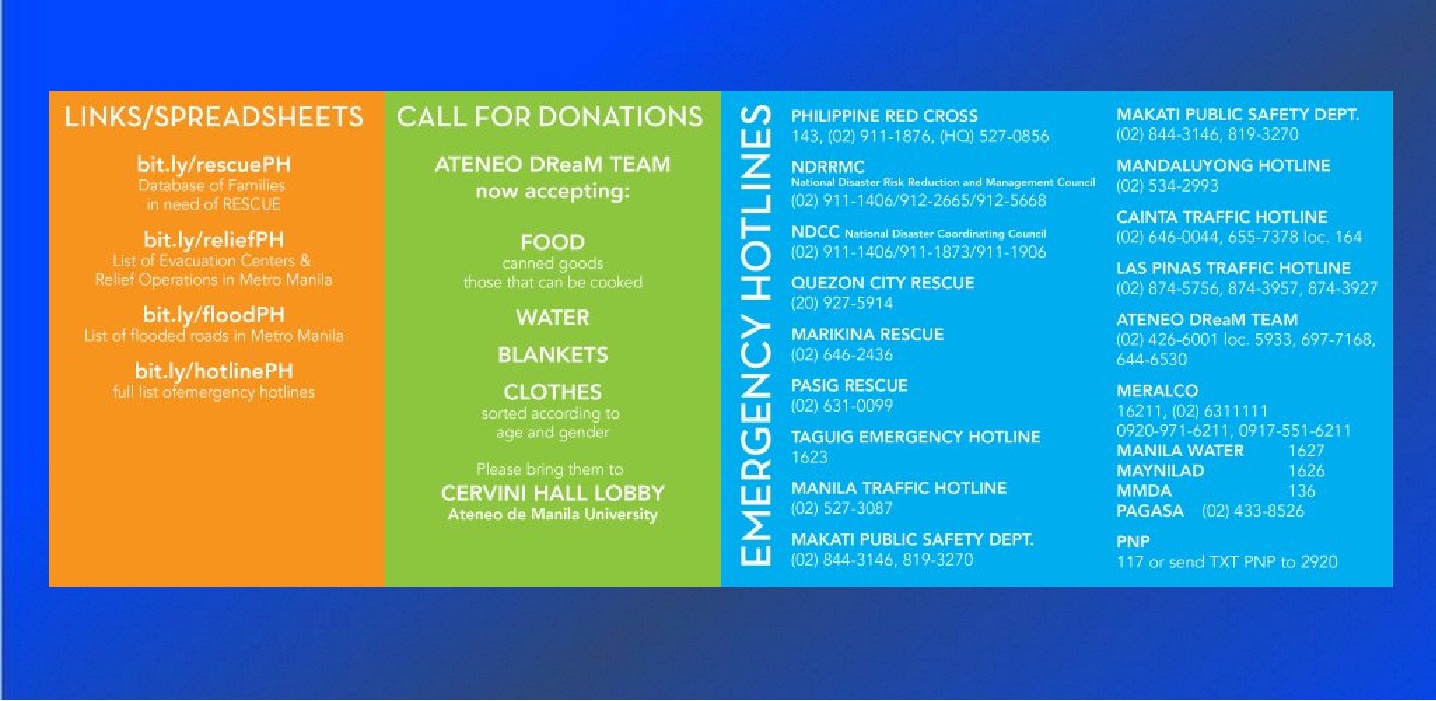 LINKS/SPREADSHEETS
bit.ly/rescuePH
Database of Families
in need of RESCUE
bit.ly/reliefPH
List of Evacuation Centers &
Relief Operations in Metro Manila
bit.ly/floodPH
List of flooded roads in Metro Manila
bit.ly/hotlinePH
full list ofemergency hotlines
CALL FOR DONATIONS
ATENEO DReaM TEAM
now accepting:
FOOD
canned goods
those that can be cooked
WATER
BLANKETS
CLOTHES
sorted according to
age and gender
Please bring them to
CERVINI HALL LOBBY
Ateneo de Manila University
EMERGENCY HOTLINES
PHILIPPINE RED CROSS
143, (02) 911-1876, (HQ) 527-0856
NDRRMC
National Disaster Risk Reduction and Management Council
(02) 911-1406/912-2665/912-5668
NDCC National Disaster Coordinating Council
(02) 911-1406/911-1873/911-1906
QUEZON CITY RESCUE
(20) 927-5914
MARIKINA RESCUE
(02) 646-2436
PASIG RESCUE
(02) 631-0099
TAGUIG EMERGENCY HOTLINE
1623
MANILA TRAFFIC HOTLINE
(02) 527-3087
MAKATI PUBLIC SAFETY DEPT.
(02) 844-3146, 819-3270
MAKATI PUBLIC SAFETY DEPT.
(02) 844-3146, 819-3270
MANDALUYONG HOTLINE
(02) 534-2993
CAINTA TRAFFIC HOTLINE
(02) 646-0044, 655-7378 loc. 164
LAS PINAS TRAFFIC HOTLINE
(02) 874-5756, 874-3957, 874-3927
ATENEO DReaM TEAM
(02) 426-6001 loc. 5933, 697-7168,
644-6530
MERALCO
16211, (02) 6311111
0920-971-6211, 0917-551-6211
MANILA WATER 1627
MAYNILAD 1626
MMDA 136
PAGASA (02) 433-8526
PNP
117 or send TXT PNP to 2920